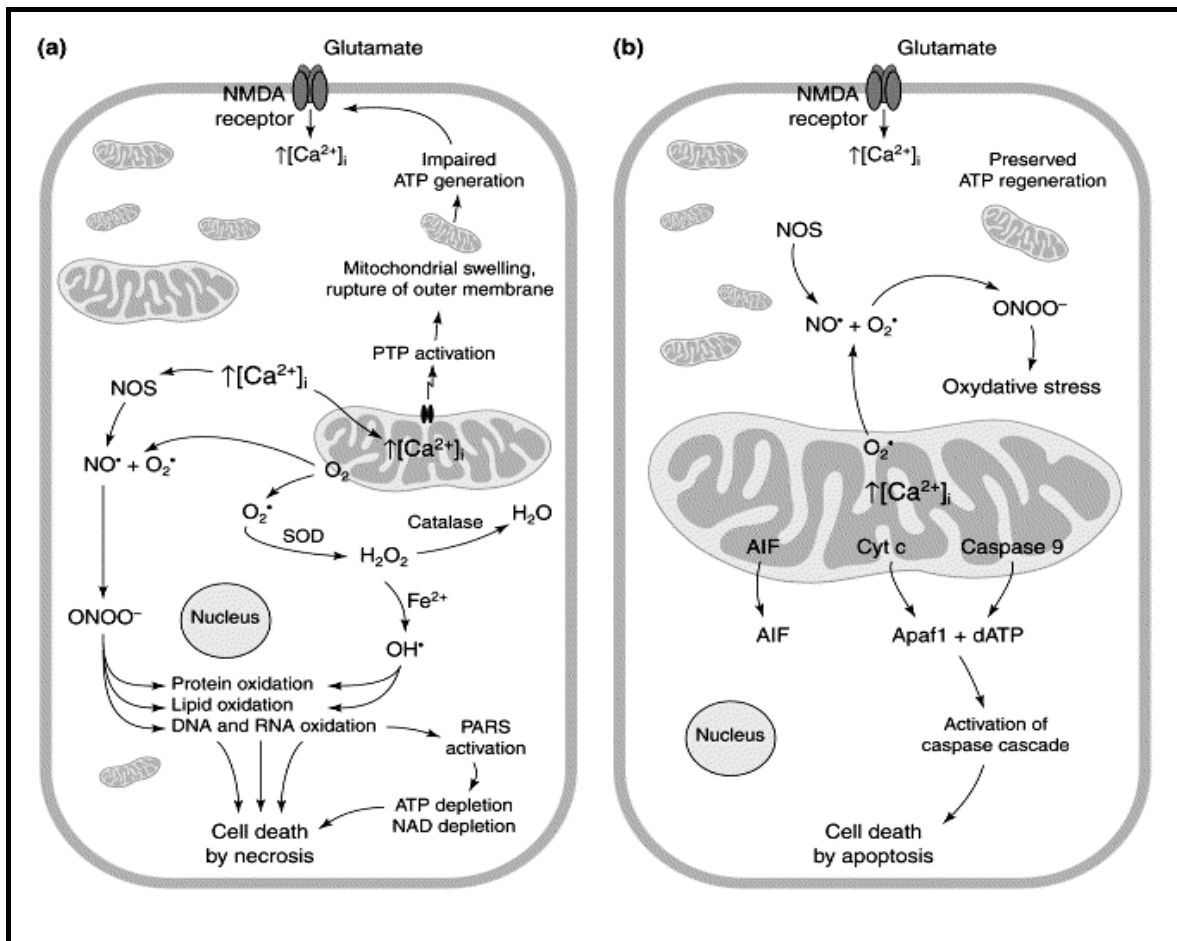 (a)
Glutamate
NMDA
receptor
↑[Ca²⁺]ᵢ
Impaired
ATP generation
Mitochondrial swelling,
rupture of outer membrane
PTP activation
↑[Ca²⁺]ᵢ
NOS
↑[Ca²⁺]ᵢ
NO• + O₂•
O₂
O₂•
SOD
Catalase
H₂O
H₂O₂
Fe²⁺
ONOO⁻
Nucleus
OH•
Protein oxidation
Lipid oxidation
DNA and RNA oxidation
PARS
activation
ATP depletion
NAD depletion
Cell death
by necrosis
(b)
Glutamate
NMDA
receptor
↑[Ca²⁺]ᵢ
Preserved
ATP regeneration
NOS
NO• + O₂•
ONOO⁻
Oxydative stress
O₂•
↑[Ca²⁺]ᵢ
AIF
Cyt c
Caspase 9
AIF
Apaf1 + dATP
Nucleus
Activation of
caspase cascade
Cell death
by apoptosis